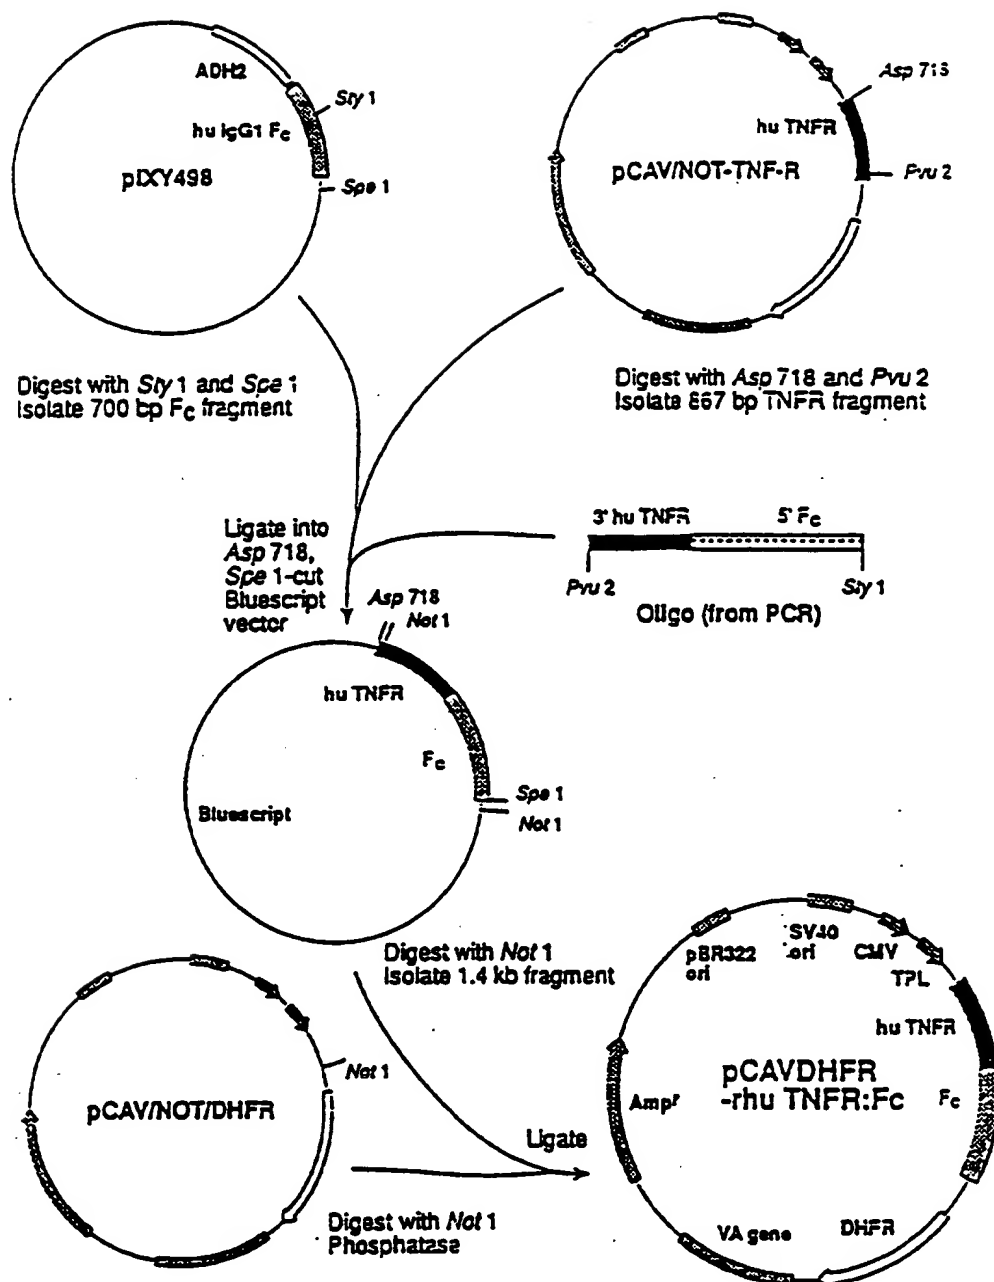 ADH2
Sty 1
hu IgG1 Fc
pIXY498
Spe 1
Asp 718
hu TNFR
pCAV/NOT-TNF-R
Pvu 2
Digest with Sty 1 and Spe 1
Isolate 700 bp Fc fragment
Digest with Asp 718 and Pvu 2
Isolate 867 bp TNFR fragment
Ligate into
Asp 718,
Spe 1-cut
Bluescript
vector
3' hu TNFR
5' Fc
Pvu 2
Sty 1
Oligo (from PCR)
Asp 718
Not 1
hu TNFR
Fc
Spe 1
Not 1
Bluescript
Digest with Not 1
Isolate 1.4 kb fragment
pCAV/NOT/DHFR
Not 1
Digest with Not 1
Phosphatase
Ligate
pBR322
ori
SV40
ori
CMV
TPL
hu TNFR
Fc
pCAVDHFR
-rhu TNFR:Fc
Ampr
VA gene
DHFR